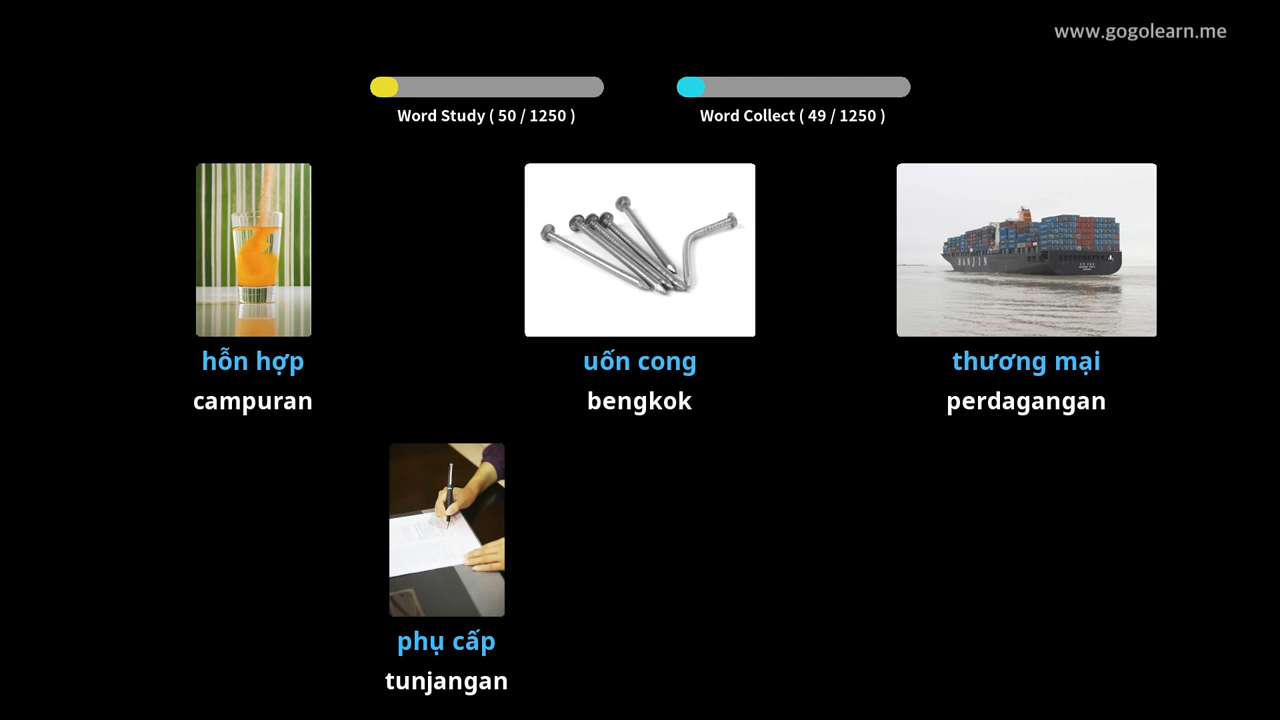 www.gogolearn.me
Word Study ( 50 / 1250 )
Word Collect ( 49 / 1250 )
HANJIN
hỗn hợp
uốn cong
thương mại
campuran
bengkok
perdagangan
phụ cấp
tunjangan